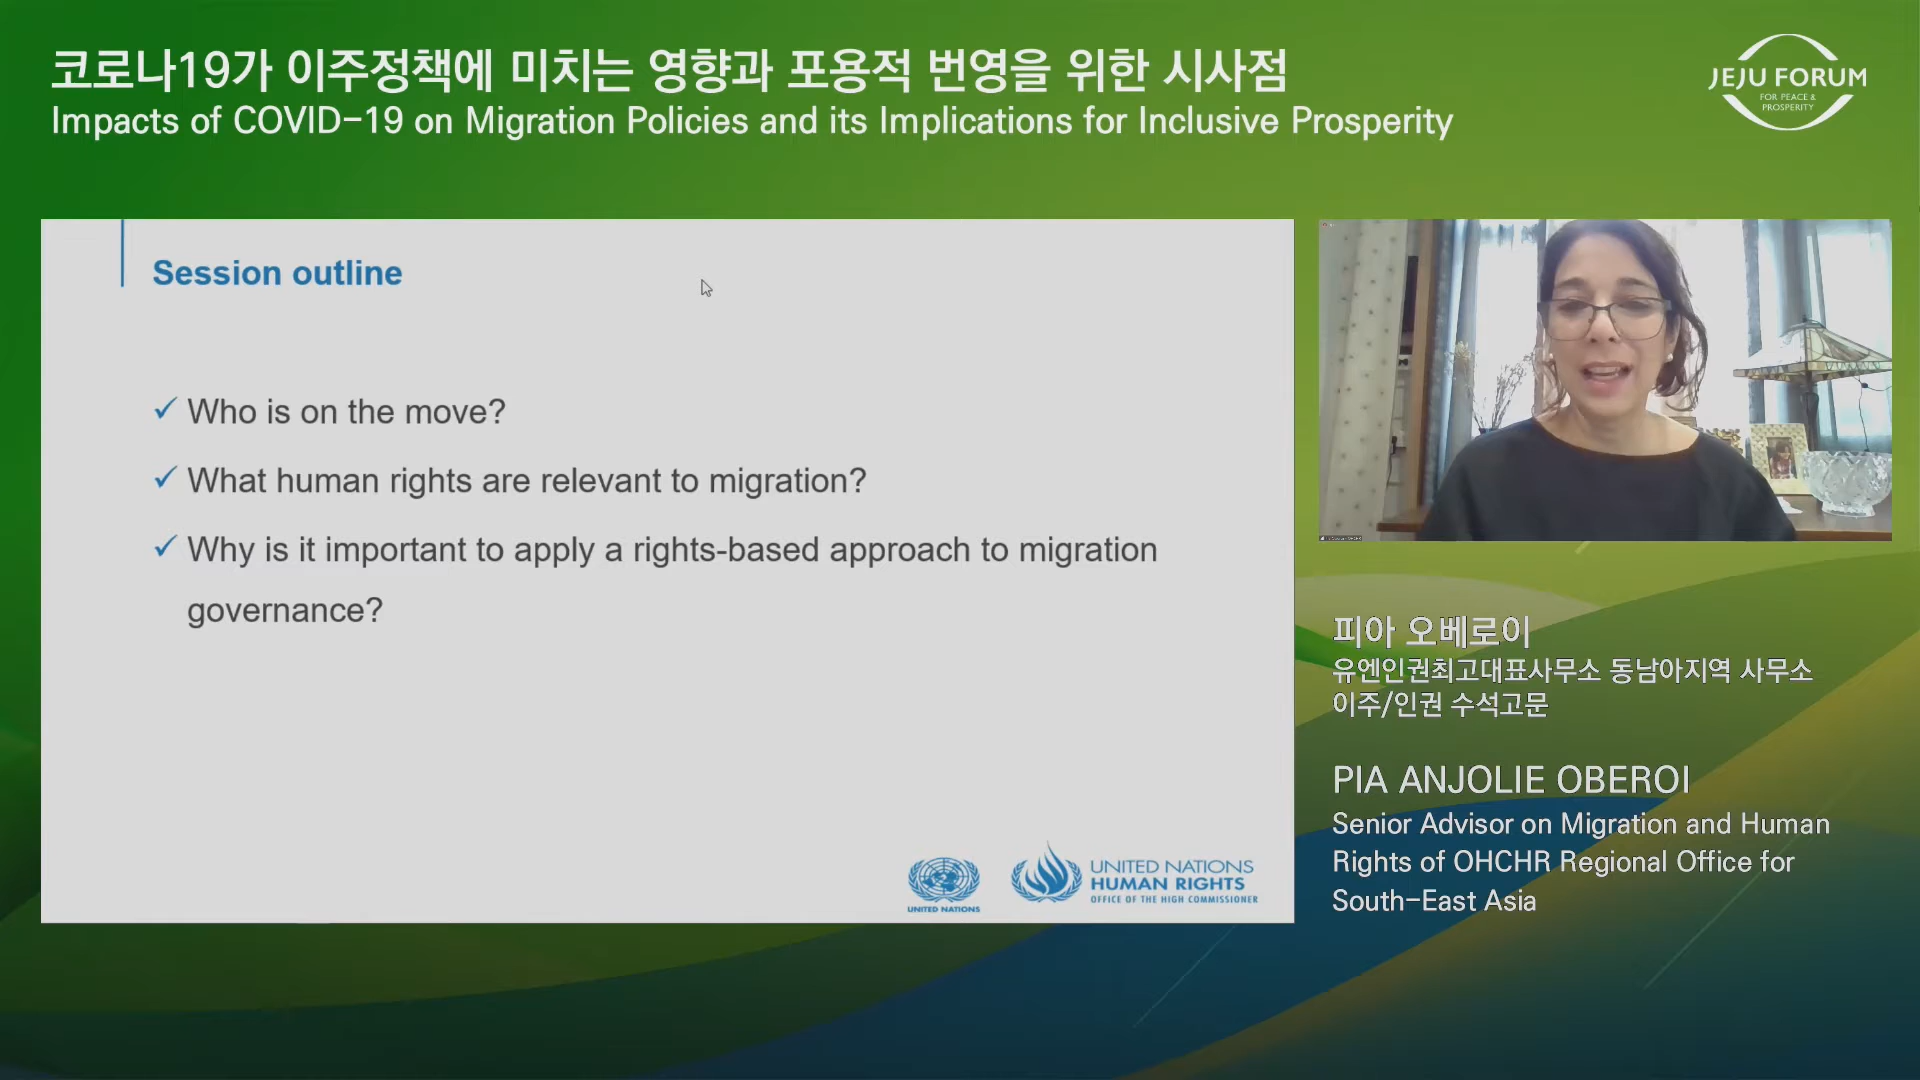 코로나19가 이주정책에 미치는 영향과 포용적 번영을 위한 시사점
Impacts of COVID-19 on Migration Policies and its Implications for Inclusive Prosperity
JEJU FORUM
FOR PEACE &
PROSPERITY
Session outline
✓ Who is on the move?
✓ What human rights are relevant to migration?
✓ Why is it important to apply a rights-based approach to migration
governance?
UNITED NATIONS
UNITED NATIONS
HUMAN RIGHTS
OFFICE OF THE HIGH COMMISSIONER
피아 오베로이
유엔인권최고대표사무소 동남아지역 사무소
이주/인권 수석고문
PIA ANJOLIE OBEROI
Senior Advisor on Migration and Human
Rights of OHCHR Regional Office for
South-East Asia